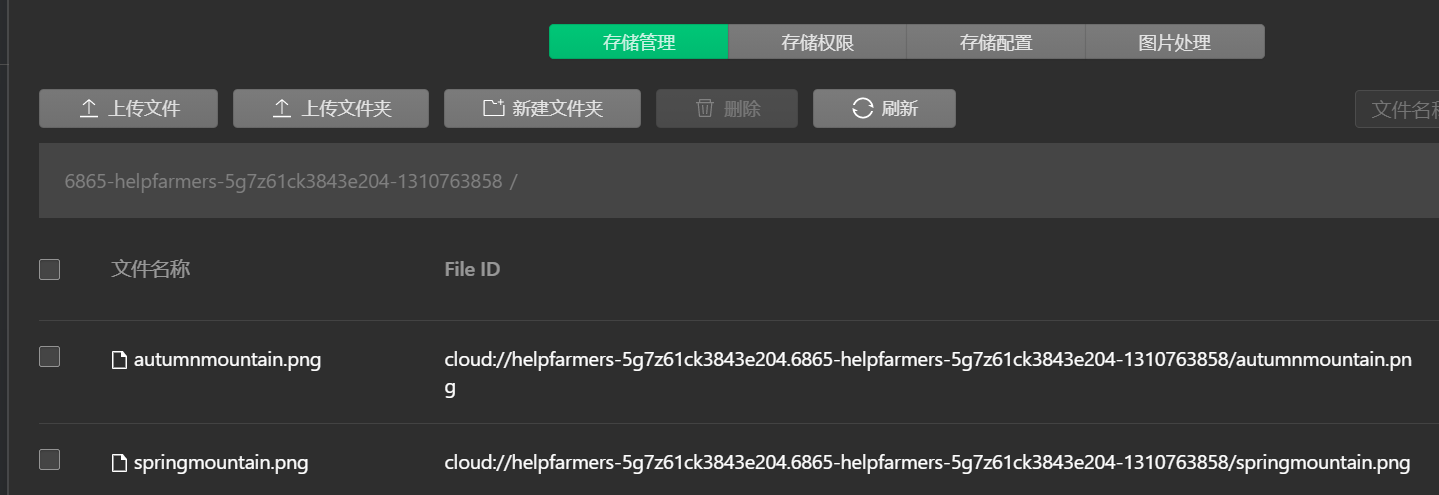 存储管理 存储权限 存储配置 图片处理
上传文件 上传文件夹 新建文件夹 删除 刷新 文件名
6865-helpfarmers-5g7z61ck3843e204-1310763858 /
文件名称 File ID
autumnmountain.png cloud://helpfarmers-5g7z61ck3843e204.6865-helpfarmers-5g7z61ck3843e204-1310763858/autumnmountain.pn
g
springmountain.png cloud://helpfarmers-5g7z61ck3843e204.6865-helpfarmers-5g7z61ck3843e204-1310763858/springmountain.png